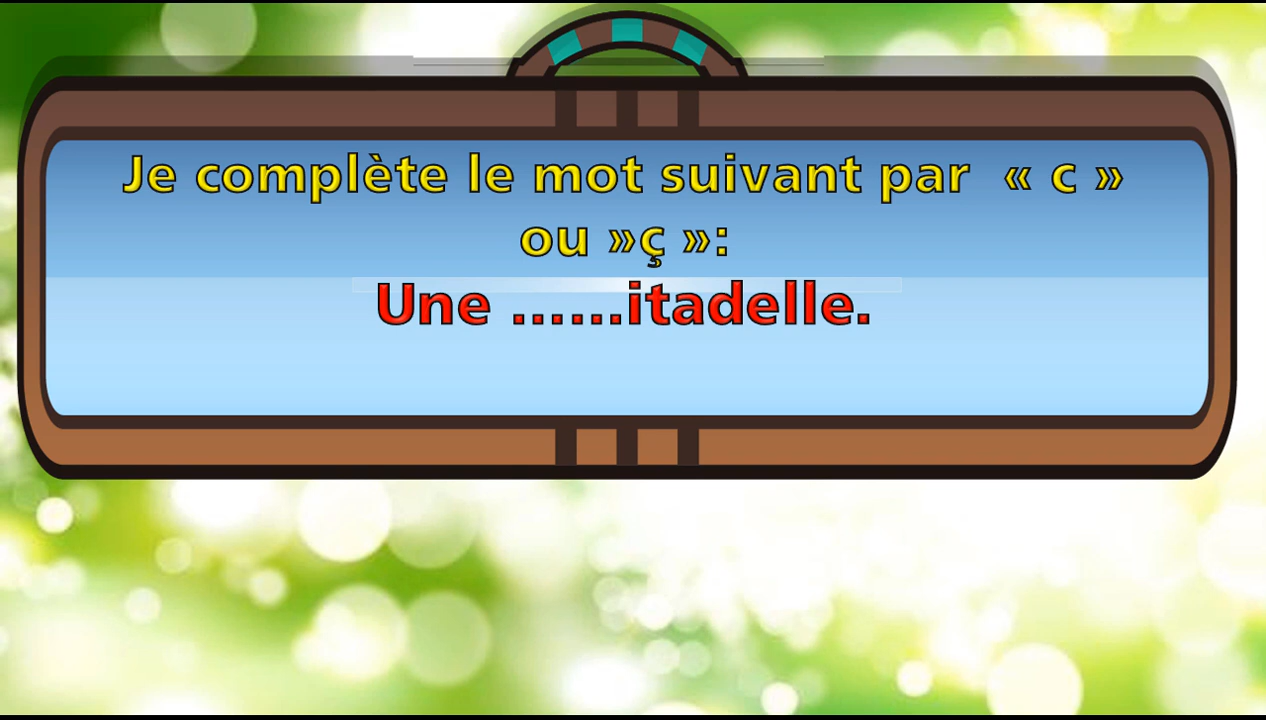 Je complète le mot suivant par « c »
ou »ç »:
Une ......itadelle.